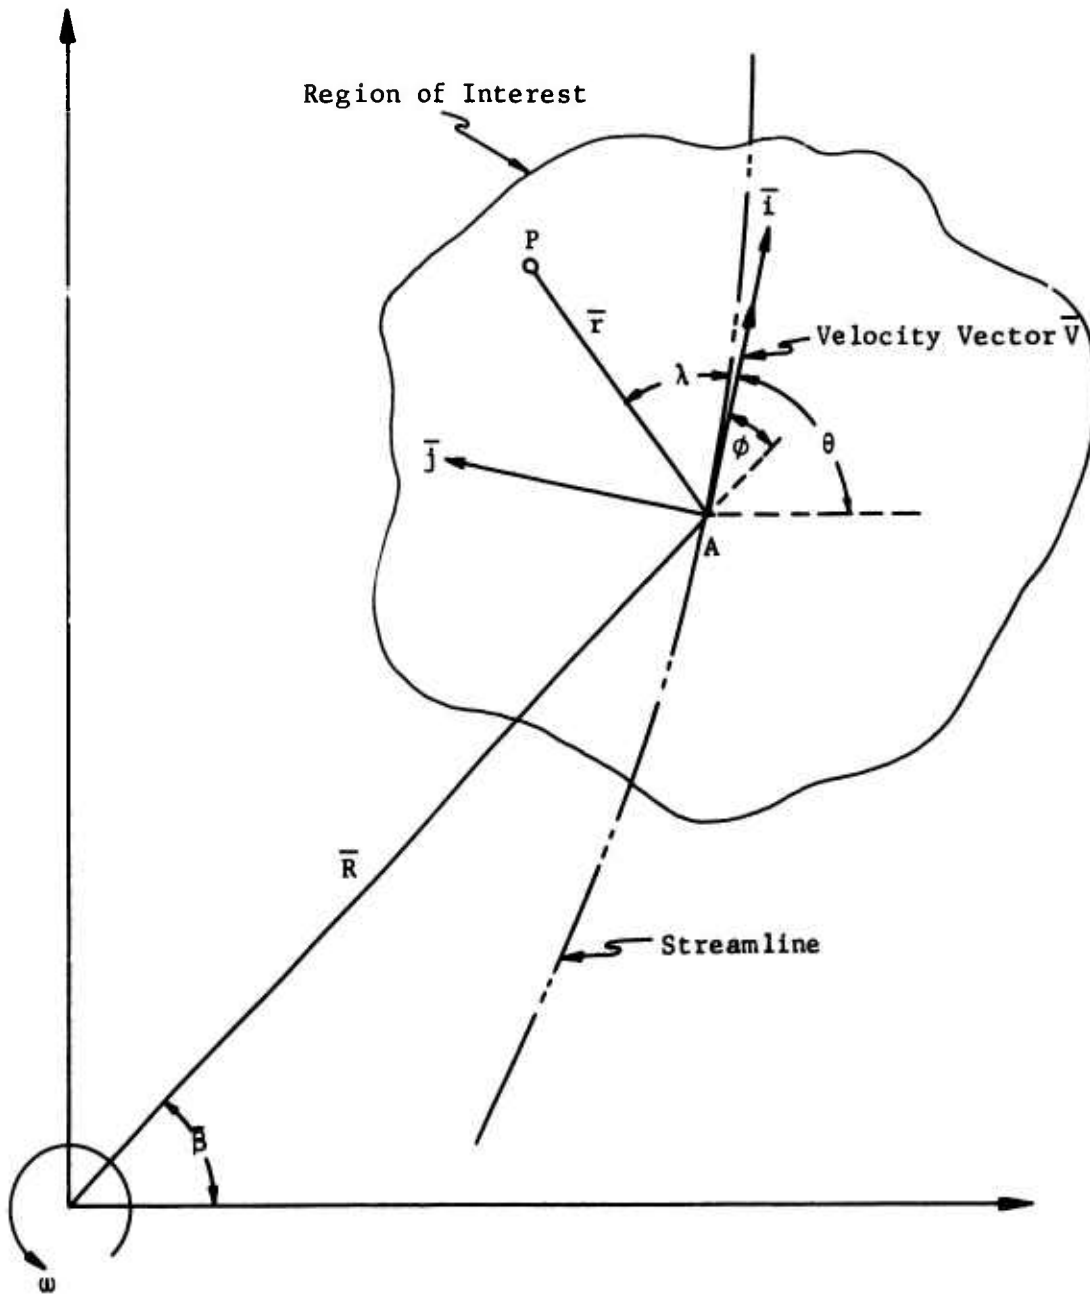 Region of Interest
i̅
P
r̅
Velocity Vector V̅
λ
θ
ϕ
j̅
A
R̅
Streamline
β
ω